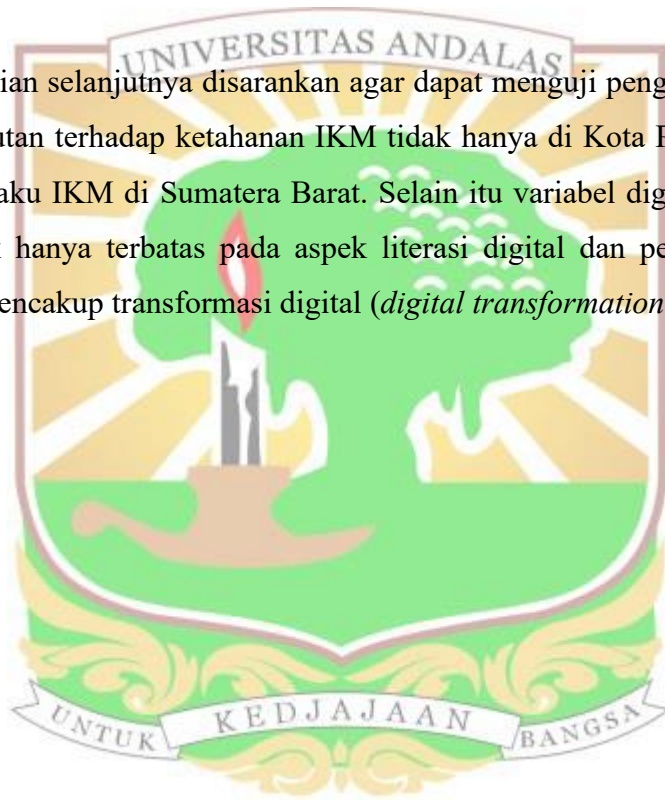 UNIVERSITAS ANDALAS
ian selanjutnya disarankan agar dapat menguji peng
utan terhadap ketahanan IKM tidak hanya di Kota
aku IKM di Sumatera Barat. Selain itu variabel dig
hanya terbatas pada aspek literasi digital dan pe
encakup transformasi digital (digital transformation
UNTUK KEDJAJAAN BANGSA